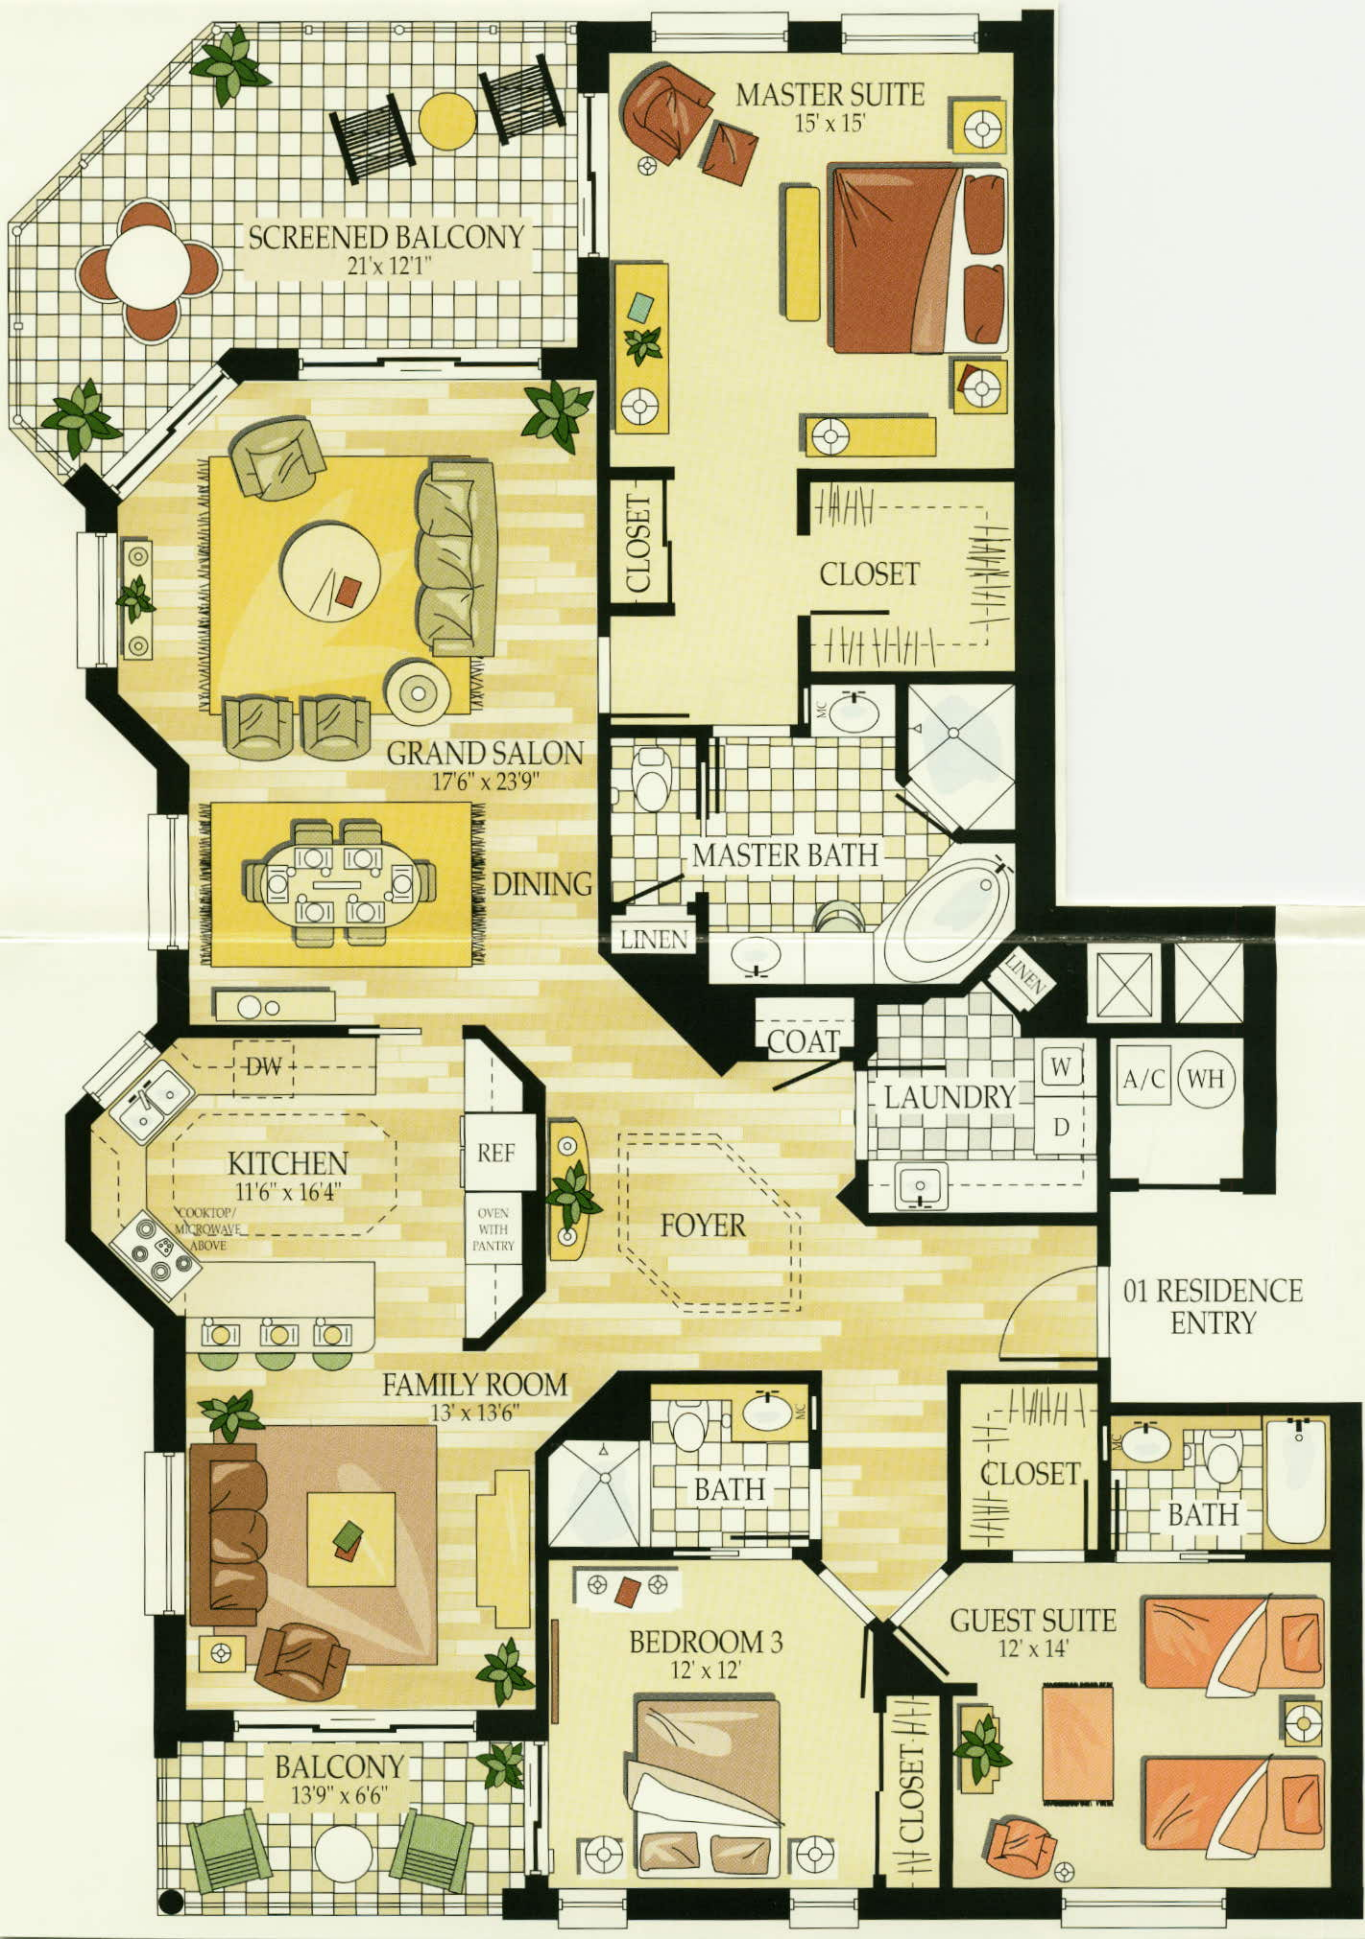 MASTER SUITE
15' x 15'
SCREENED BALCONY
21'x 12'1"
CLOSET
CLOSET
MC
GRAND SALON
17'6" x 23'9"
MASTER BATH
DINING
LINEN
LINEN
COAT
DW
W
A/C
WH
LAUNDRY
D
REF
KITCHEN
11'6" x 16'4"
COOKTOP/
MICROWAVE
ABOVE
OVEN
WITH
PANTRY
FOYER
01 RESIDENCE
ENTRY
FAMILY ROOM
13' x 13'6"
MC
MC
CLOSET
BATH
BATH
GUEST SUITE
12' x 14'
BEDROOM 3
12' x 12'
BALCONY
13'9" x 6'6"
CLOSET